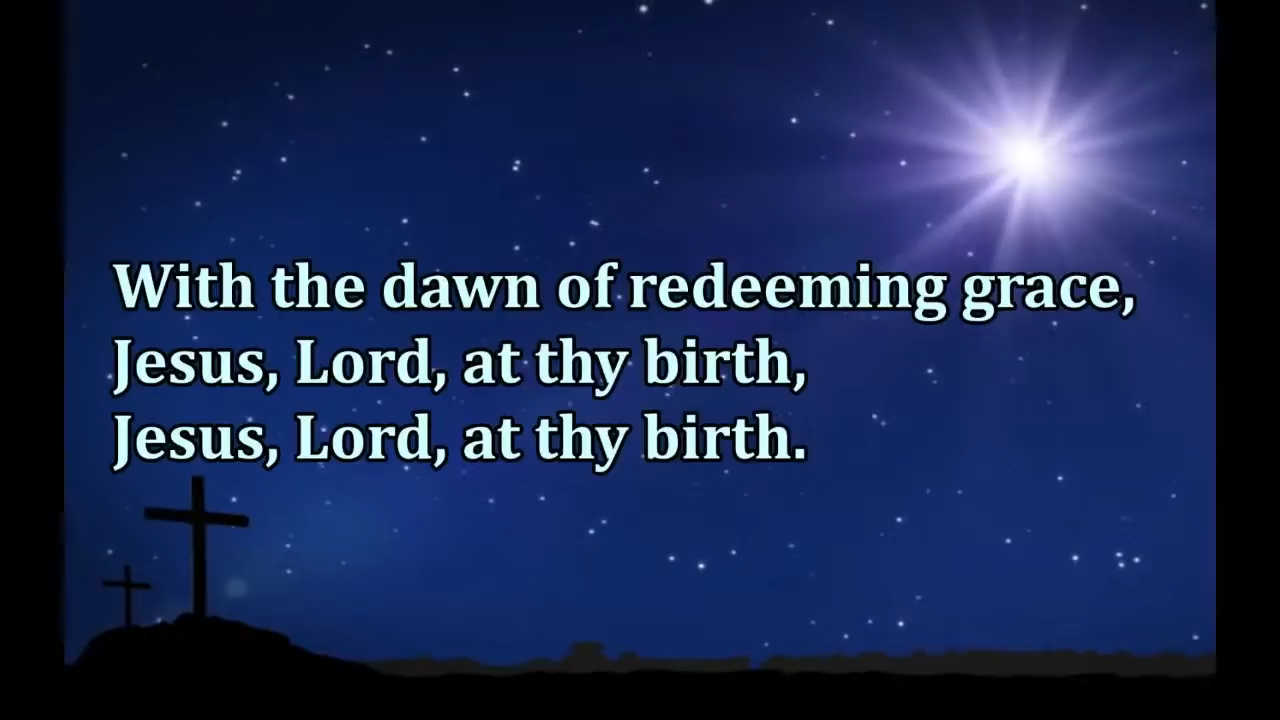 With the dawn of redeeming grace,
Jesus, Lord, at thy birth,
Jesus, Lord, at thy birth.